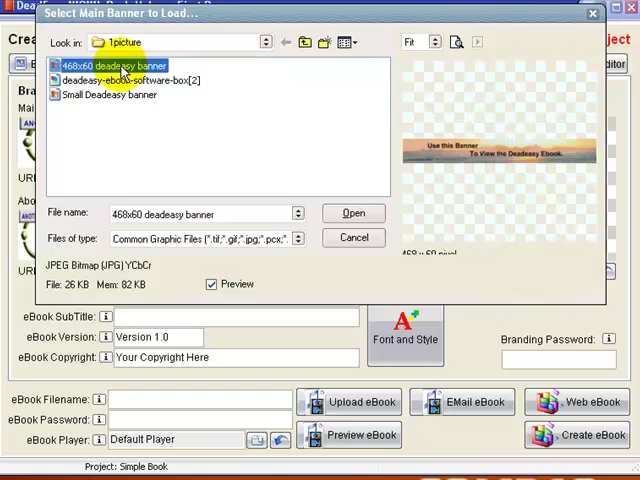 Select Main Banner to Load...
Look in:
1picture
Fit
468x60 deadeasy banner
deadeasy-ebook-software-box[2]
Small Deadeasy banner
Use this Banner
To View the Deadeasy Ebook.
File name:
468x60 deadeasy banner
Open
Files of type:
Common Graphic Files (*.tif;*.gif;*.jpg;*.pcx;*.
Cancel
JPEG Bitmap (JPG) YCbCr
File: 26 KB Mem: 82 KB
Preview
eBook SubTitle:
eBook Version:
Version 1.0
eBook Copyright:
Your Copyright Here
Font and Style
Branding Password:
eBook Filename:
Upload eBook
EMail eBook
Web eBook
eBook Password:
eBook Player:
Default Player
Preview eBook
Create eBook
Project: Simple Book